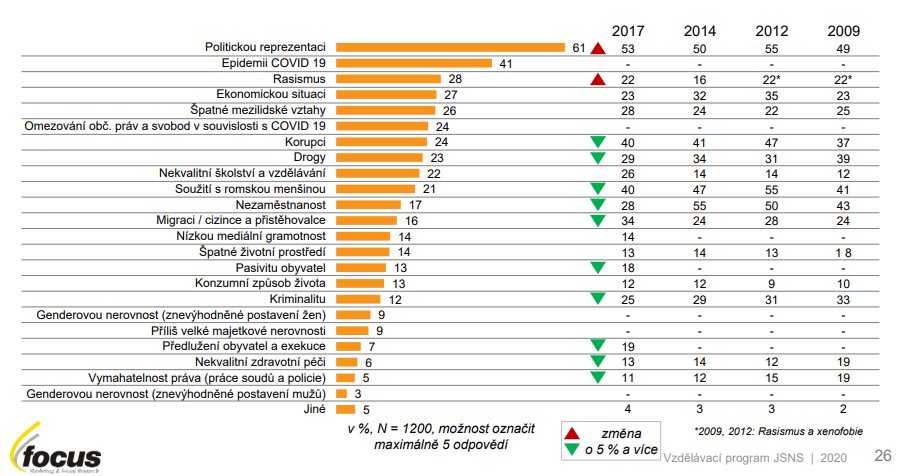 2017 2014 2012 2009
Politickou reprezentaci 61 53 50 55 49
Epidemii COVID 19 41 - - - -
Rasismus 28 22 16 22* 22*
Ekonomickou situaci 27 23 32 35 23
Špatné mezilidské vztahy 26 28 24 22 25
Omezování obč. práv a svobod v souvislosti s COVID 19 24 - - - -
Korupci 24 40 41 47 37
Drogy 23 29 34 31 39
Nekvalitní školství a vzdělávání 22 26 14 14 12
Soužití s romskou menšinou 21 40 47 55 41
Nezaměstnanost 17 28 55 50 43
Migraci / cizince a přistěhovalce 16 34 24 28 24
Nízkou mediální gramotnost 14 14 - - -
Špatné životní prostředí 14 13 14 13 1 8
Pasivitu obyvatel 13 18 - - -
Konzumní způsob života 13 12 12 9 10
Kriminalitu 12 25 29 31 33
Genderovou nerovnost (znevýhodněné postavení žen) 9 - - - -
Příliš velké majetkové nerovnosti 9 - - - -
Předlužení obyvatel a exekuce 7 19 - - -
Nekvalitní zdravotní péči 6 13 14 12 19
Vymahatelnost práva (práce soudů a policie) 5 11 12 15 19
Genderovou nerovnost (znevýhodněné postavení mužů) 3 - - - -
Jiné 5 4 3 3 2
v %, N = 1200, možnost označit
maximálně 5 odpovědí
změna
o 5 % a více
*2009, 2012: Rasismus a xenofobie
focus
Marketing & Social Research
Vzdělávací program JSNS | 2020 26